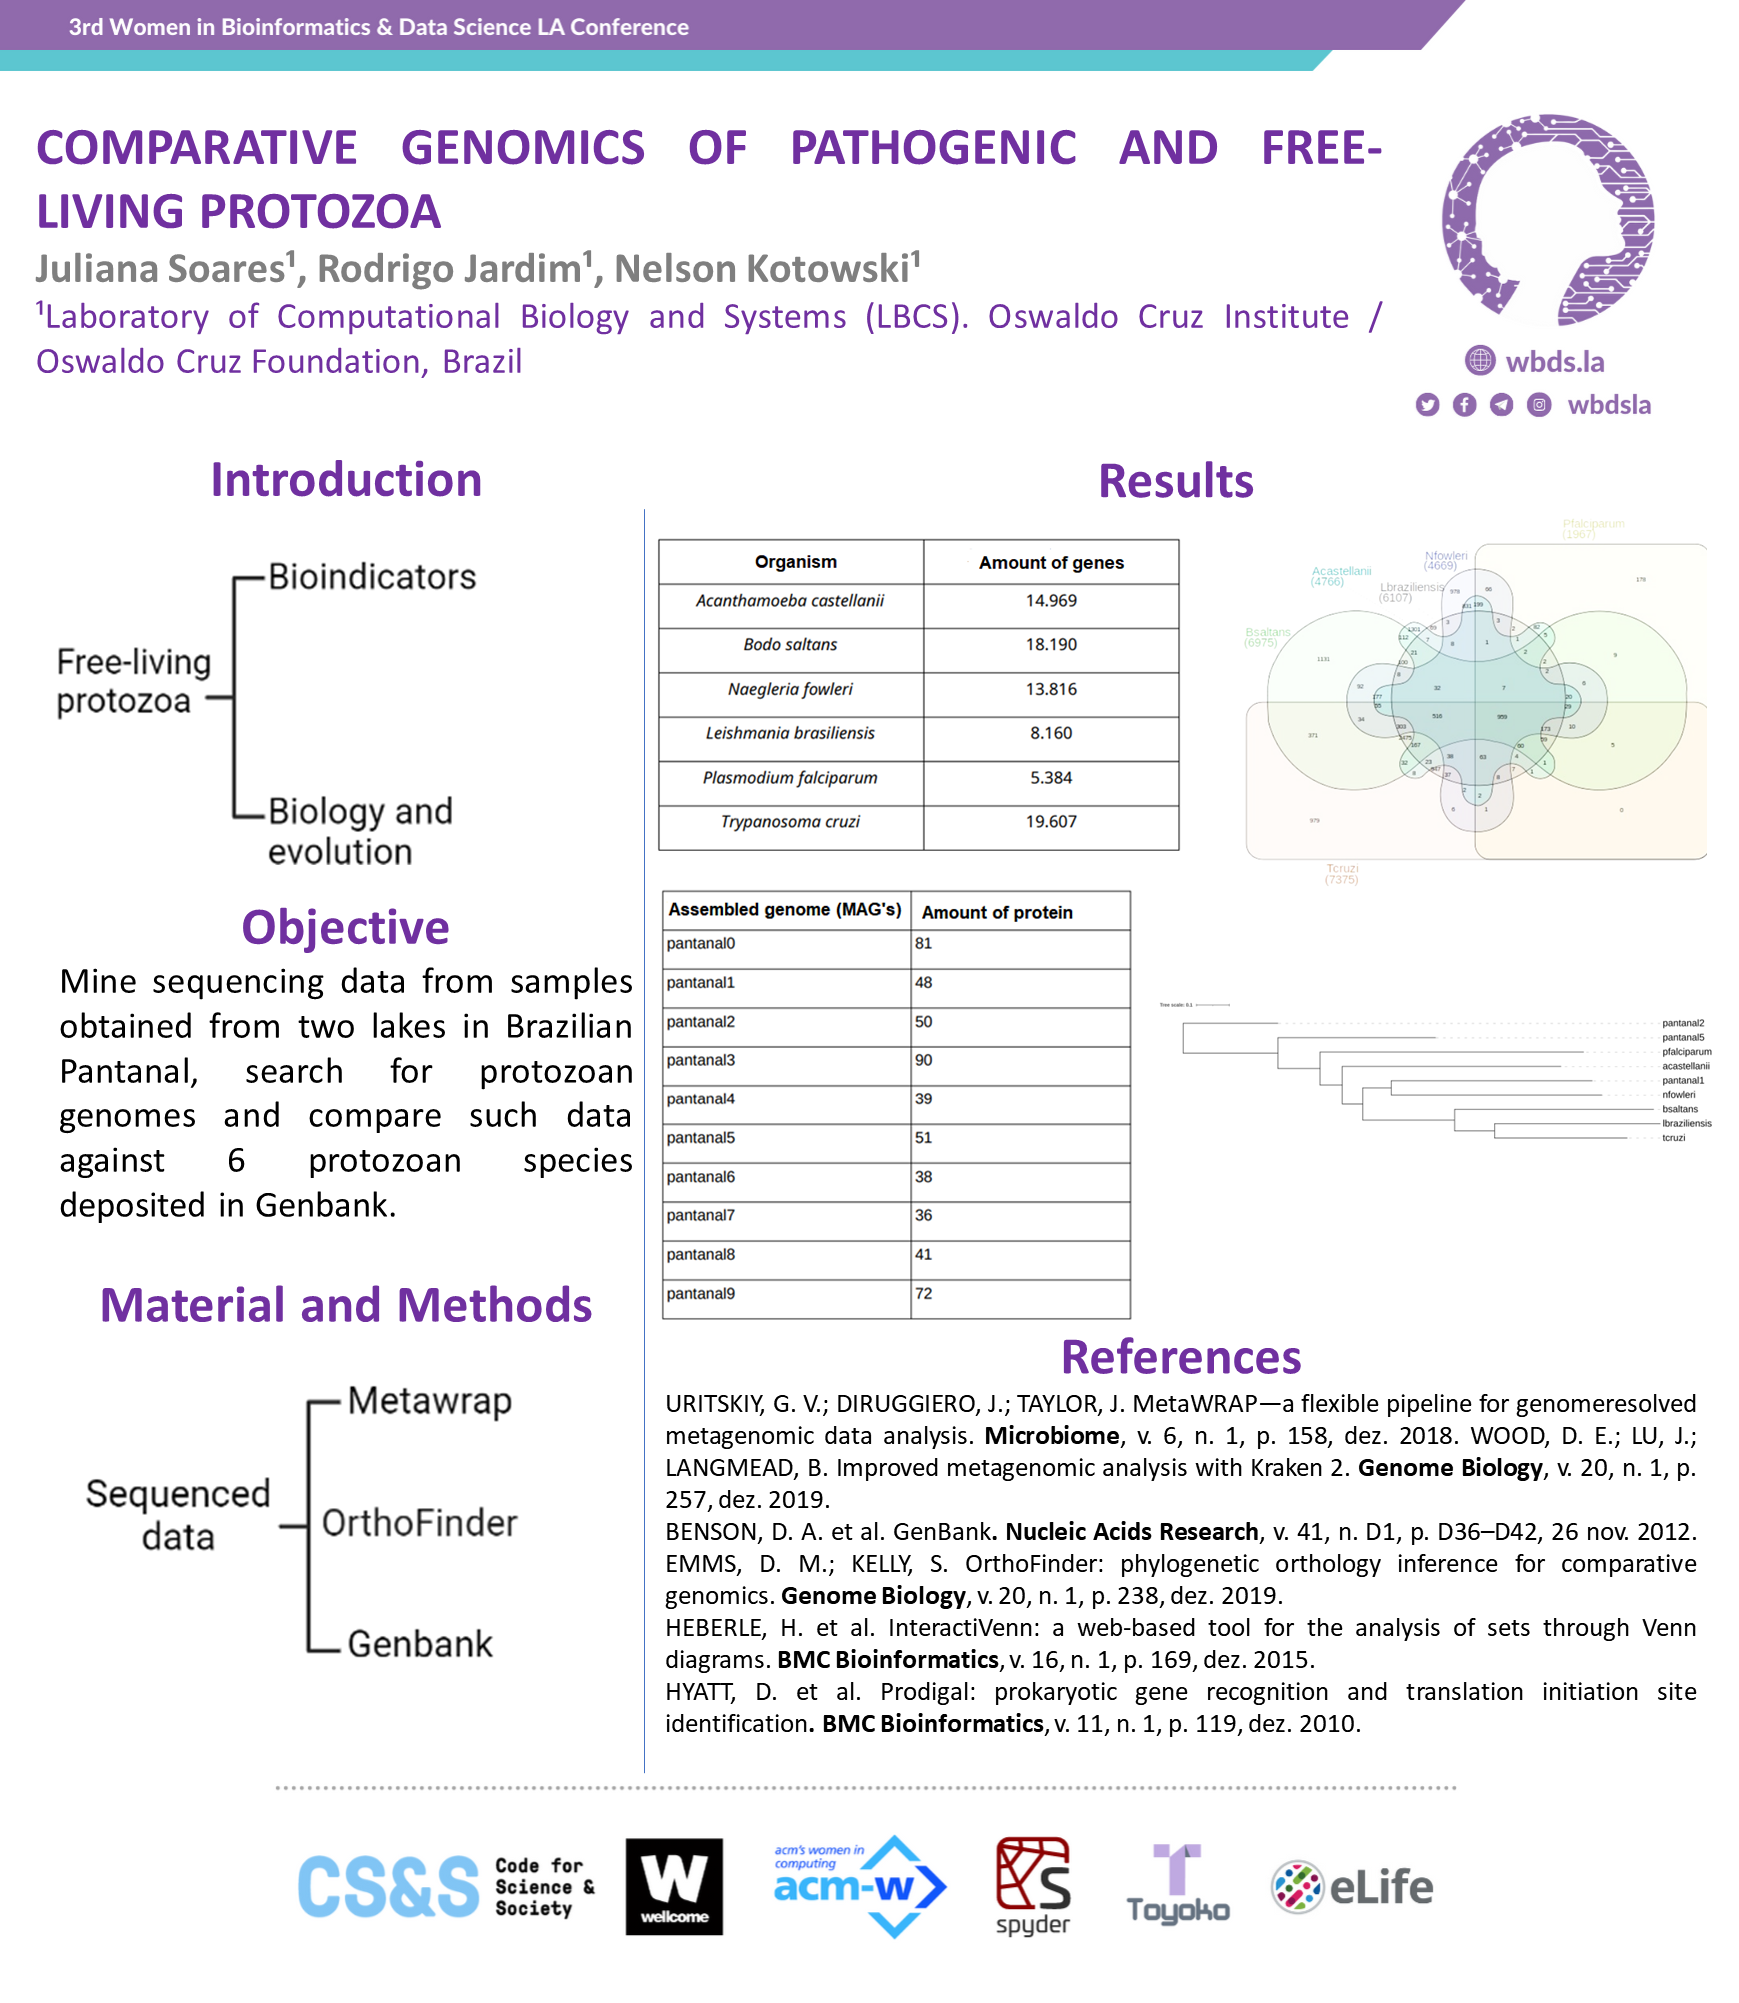 3rd Women in Bioinformatics & Data Science LA Conference
COMPARATIVE GENOMICS OF PATHOGENIC AND FREE-
LIVING PROTOZOA
Juliana Soares¹, Rodrigo Jardim¹, Nelson Kotowski¹
¹Laboratory of Computational Biology and Systems (LBCS). Oswaldo Cruz Institute /
Oswaldo Cruz Foundation, Brazil
wbds.la
wbdsla
Introduction
Free-living
protozoa
Bioindicators
Biology and
evolution
Objective
Mine sequencing data from samples
obtained from two lakes in Brazilian
Pantanal, search for protozoan
genomes and compare such data
against 6 protozoan species
deposited in Genbank.
Material and Methods
Sequenced
data
Metawrap
OrthoFinder
Genbank
Results
Organism Amount of genes
Acanthamoeba castellanii 14.969
Bodo saltans 18.190
Naegleria fowleri 13.816
Leishmania brasiliensis 8.160
Plasmodium falciparum 5.384
Trypanosoma cruzi 19.607
Pfalciparum
(1967)
Nfowleri
(4669)
Acastellanii
(4766)
Lbraziliensis
(6107)
Bsaltans
(6975)
Tcruzi
(7375)
Assembled genome (MAG's) Amount of protein
pantanal0 81
pantanal1 48
pantanal2 50
pantanal3 90
pantanal4 39
pantanal5 51
pantanal6 38
pantanal7 36
pantanal8 41
pantanal9 72
Tree scale: 0.1
pantanal2
pantanal5
pfalciparum
acastellanii
pantanal1
nfowleri
bsaltans
lbraziliensis
tcruzi
References
URITSKIY, G. V.; DIRUGGIERO, J.; TAYLOR, J. MetaWRAP—a flexible pipeline for genomeresolved
metagenomic data analysis. Microbiome, v. 6, n. 1, p. 158, dez. 2018. WOOD, D. E.; LU, J.;
LANGMEAD, B. Improved metagenomic analysis with Kraken 2. Genome Biology, v. 20, n. 1, p.
257, dez. 2019.
BENSON, D. A. et al. GenBank. Nucleic Acids Research, v. 41, n. D1, p. D36–D42, 26 nov. 2012.
EMMS, D. M.; KELLY, S. OrthoFinder: phylogenetic orthology inference for comparative
genomics. Genome Biology, v. 20, n. 1, p. 238, dez. 2019.
HEBERLE, H. et al. InteractiVenn: a web-based tool for the analysis of sets through Venn
diagrams. BMC Bioinformatics, v. 16, n. 1, p. 169, dez. 2015.
HYATT, D. et al. Prodigal: prokaryotic gene recognition and translation initiation site
identification. BMC Bioinformatics, v. 11, n. 1, p. 119, dez. 2010.
CS&S
Code for
Science &
Society
W
wellcome
acm's women in
computing
acm-w
S
spyder
Toyoko
eLife